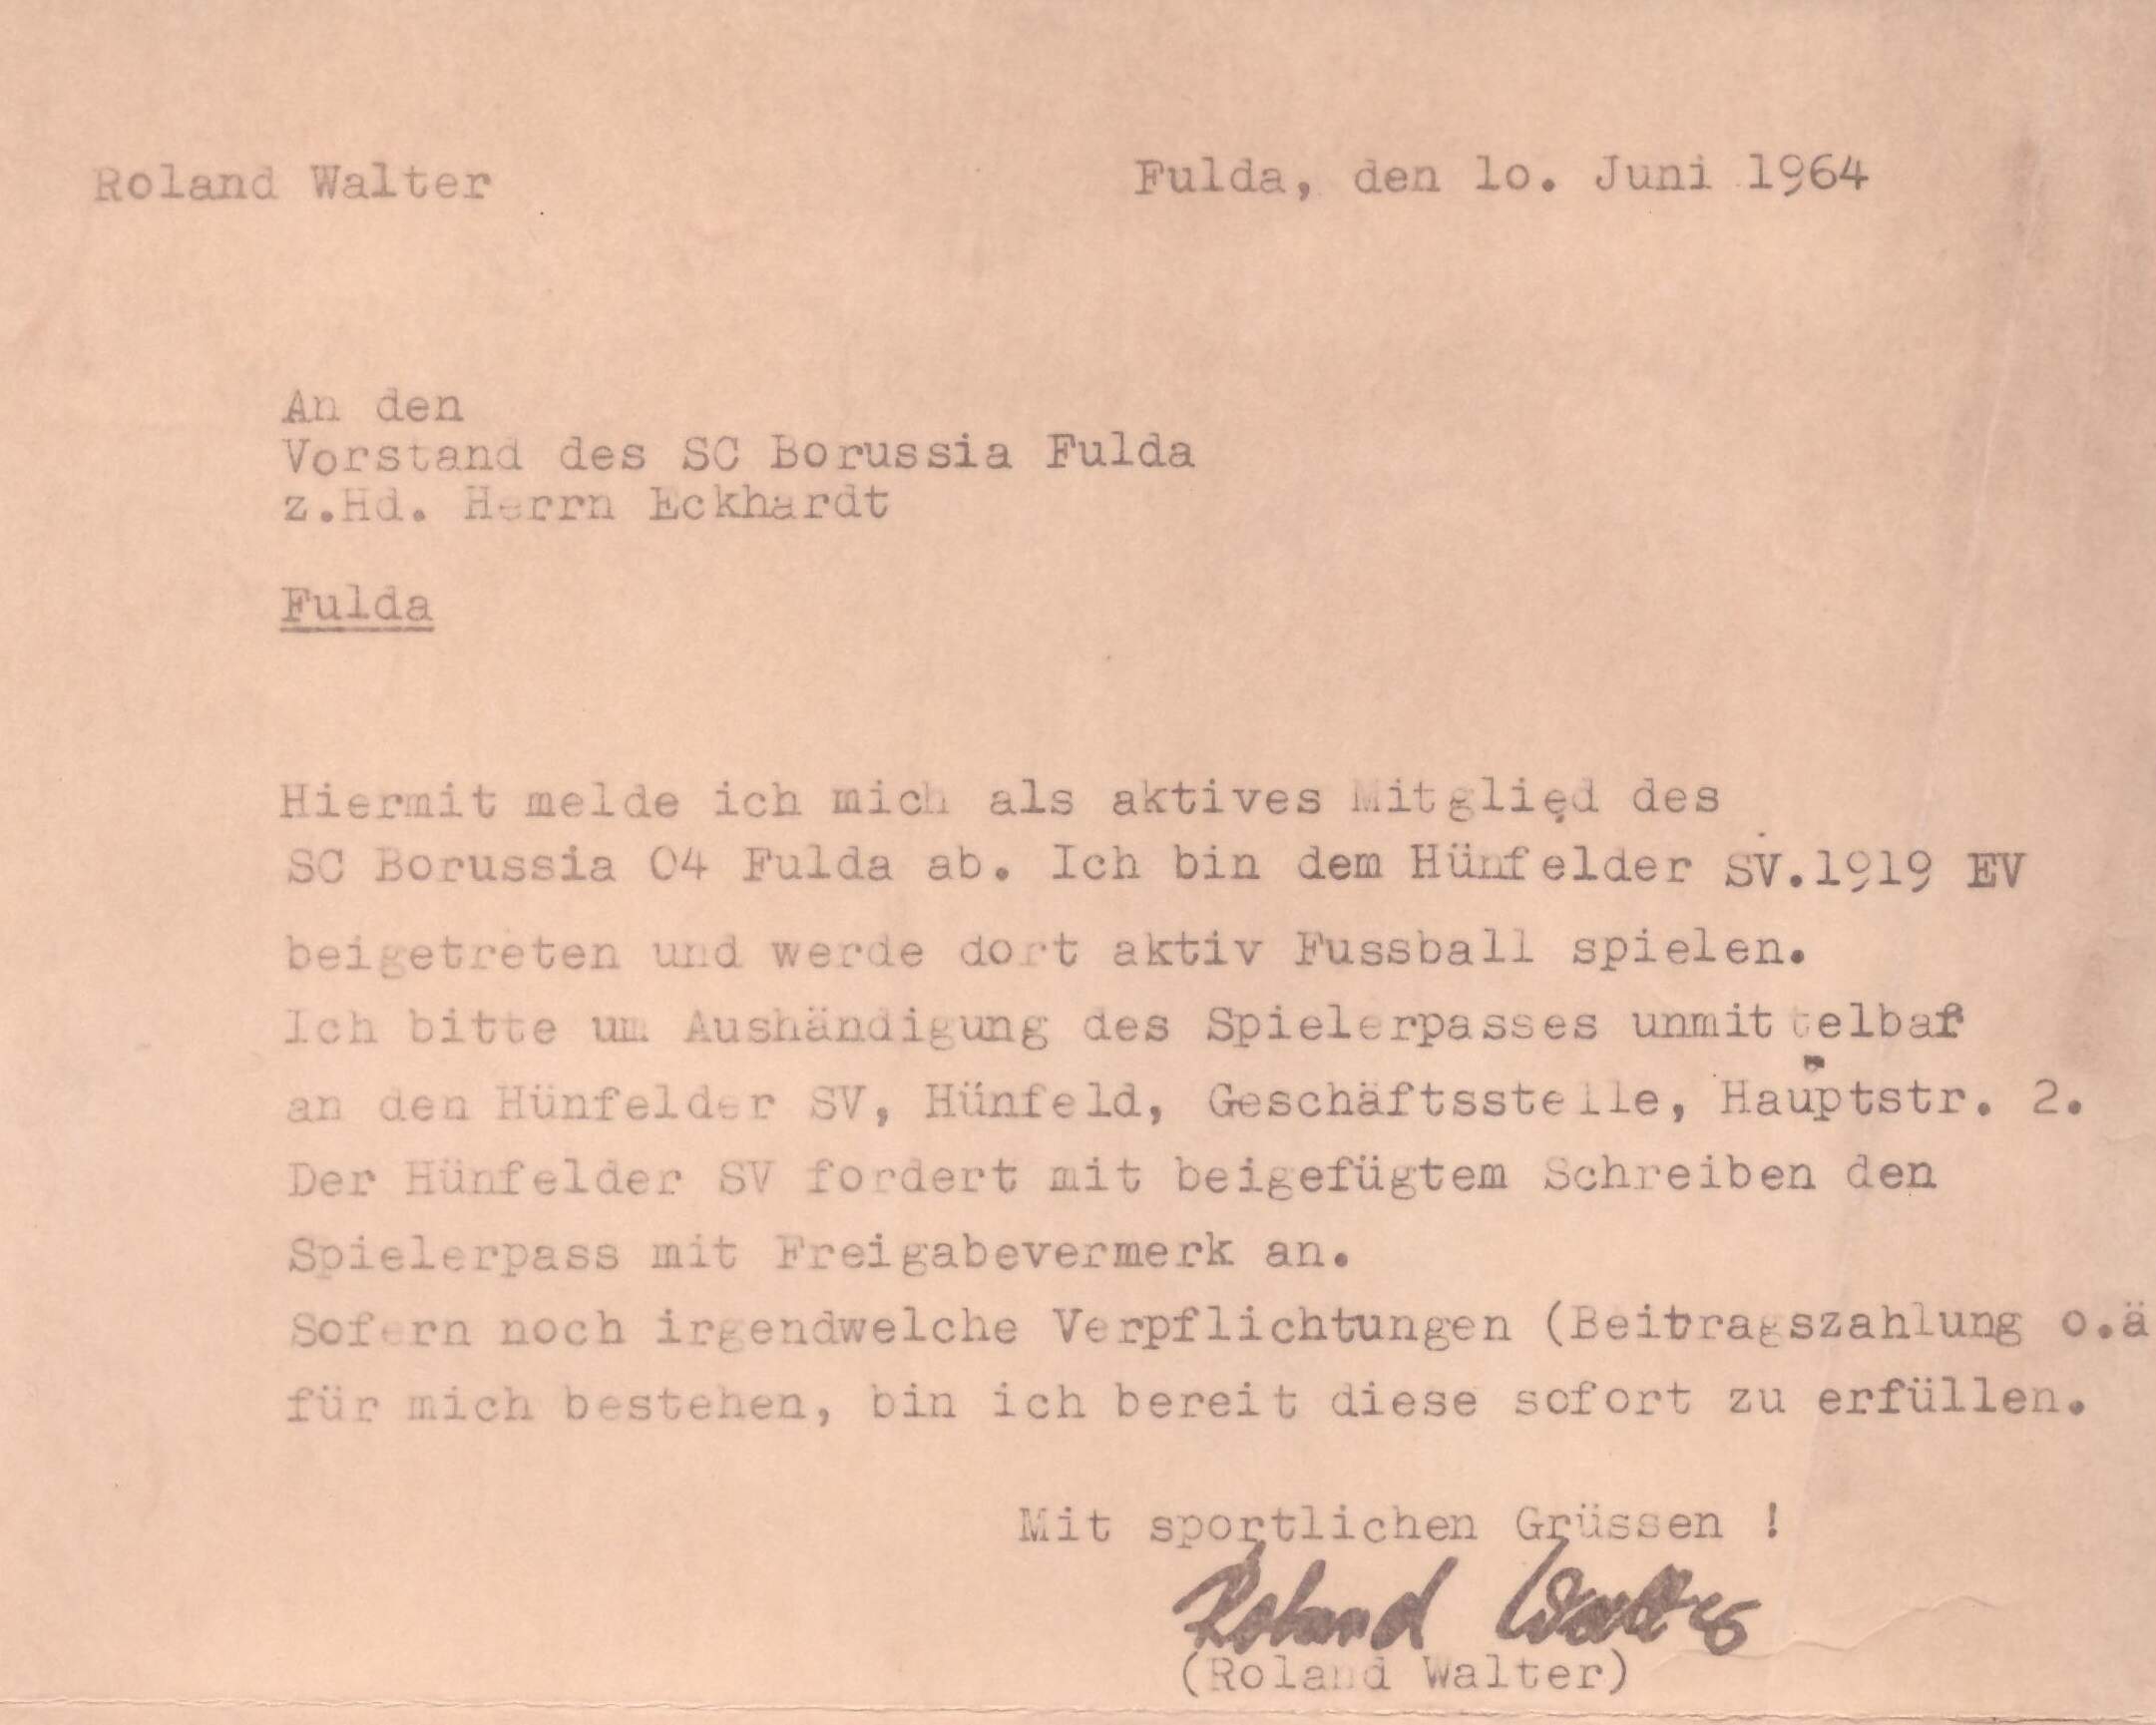 Roland Walter Fulda, den lo. Juni 1964
An den
Vorstand des SC Borussia Fulda
z.Hd. Herrn Eckhardt
Fulda
Hiermit melde ich mich als aktives Mitglied des
SC Borussia 04 Fulda ab. Ich bin dem Hünfelder SV.1919 EV
beigetreten und werde dort aktiv Fussball spielen.
Ich bitte um Aushändigung des Spielerpasses unmittelbar
an den Hünfelder SV, Hünfeld, Geschäftsstelle, Hauptstr. 2.
Der Hünfelder SV fordert mit beigefügtem Schreiben den
Spielerpass mit Freigabevermerk an.
Sofern noch irgendwelche Verpflichtungen (Beitragszahlung o.ä
für mich bestehen, bin ich bereit diese sofort zu erfüllen.
Mit sportlichen Grüssen !
Roland Walter
(Roland Walter)